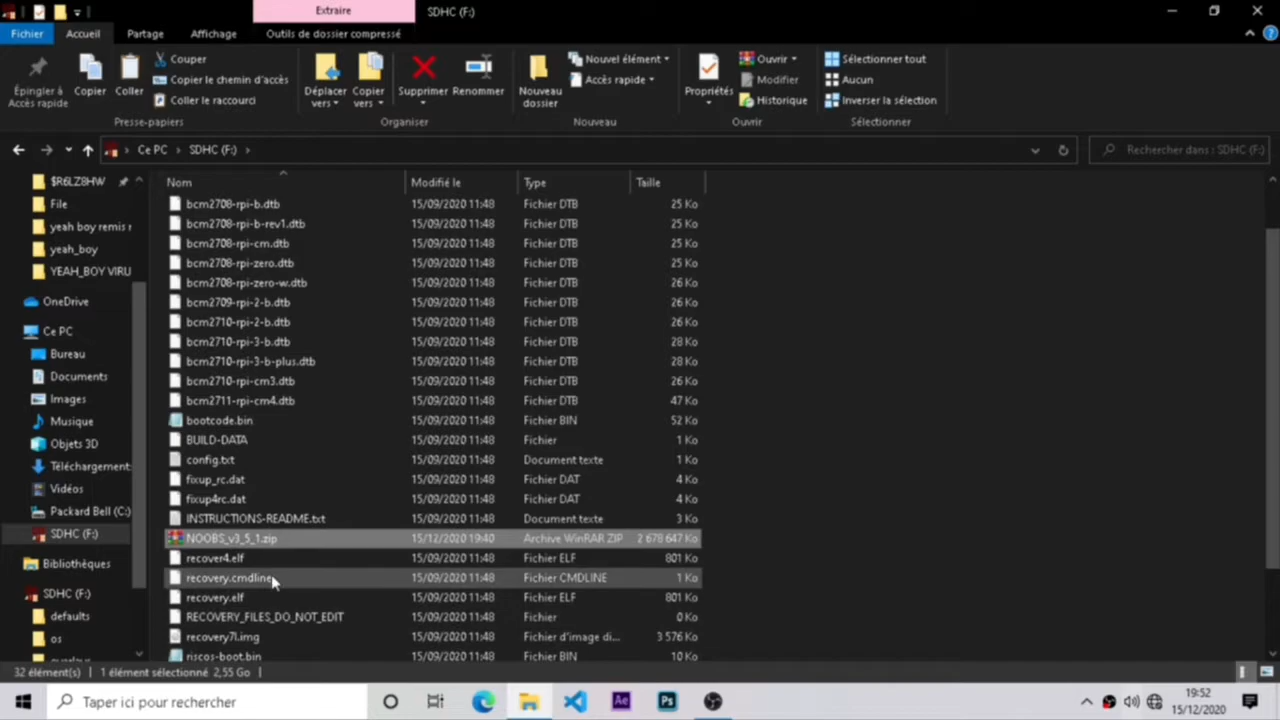 Extraire
SDHC (F:)
Fichier
Accueil
Partage
Affichage
Outils de dossier compressé
Épingler à
Accès rapide
Copier
Coller
Couper
Copier le chemin d'accès
Coller le raccourci
Presse-papiers
Déplacer
vers
Copier
vers
Supprimer
Renommer
Organiser
Nouveau
dossier
Nouvel élément
Accès rapide
Nouveau
Propriétés
Ouvrir
Modifier
Historique
Ouvrir
Sélectionner tout
Aucun
Inverser la sélection
Sélectionner
Ce PC > SDHC (F:) >
Rechercher dans : SDHC (F:)
$R6LZ8HW
File
yeah boy remis r
yeah_boy
YEAH_BOY VIRU
OneDrive
Ce PC
Bureau
Documents
Images
Musique
Objets 3D
Téléchargement:
Vidéos
Packard Bell (C:)
SDHC (F:)
Bibliothèques
SDHC (F:)
defaults
os
Nom Modifié le Type Taille
bcm2708-rpi-b.dtb 15/09/2020 11:48 Fichier DTB 25 Ko
bcm2708-rpi-b-rev1.dtb 15/09/2020 11:48 Fichier DTB 25 Ko
bcm2708-rpi-cm.dtb 15/09/2020 11:48 Fichier DTB 25 Ko
bcm2708-rpi-zero.dtb 15/09/2020 11:48 Fichier DTB 25 Ko
bcm2708-rpi-zero-w.dtb 15/09/2020 11:48 Fichier DTB 26 Ko
bcm2709-rpi-2-b.dtb 15/09/2020 11:48 Fichier DTB 26 Ko
bcm2710-rpi-2-b.dtb 15/09/2020 11:48 Fichier DTB 26 Ko
bcm2710-rpi-3-b.dtb 15/09/2020 11:48 Fichier DTB 28 Ko
bcm2710-rpi-3-b-plus.dtb 15/09/2020 11:48 Fichier DTB 28 Ko
bcm2710-rpi-cm3.dtb 15/09/2020 11:48 Fichier DTB 26 Ko
bcm2711-rpi-cm4.dtb 15/09/2020 11:48 Fichier DTB 47 Ko
bootcode.bin 15/09/2020 11:48 Fichier BIN 52 Ko
BUILD-DATA 15/09/2020 11:48 Fichier 1 Ko
config.txt 15/09/2020 11:48 Document texte 1 Ko
fixup_rc.dat 15/09/2020 11:48 Fichier DAT 4 Ko
fixup4rc.dat 15/09/2020 11:48 Fichier DAT 4 Ko
INSTRUCTIONS-README.txt 15/09/2020 11:48 Document texte 3 Ko
NOOBS_v3_5_1.zip 15/12/2020 19:40 Archive WinRAR ZIP 2 678 647 Ko
recover4.elf 15/09/2020 11:48 Fichier ELF 801 Ko
recovery.cmdline 15/09/2020 11:48 Fichier CMDLINE 1 Ko
recovery.elf 15/09/2020 11:48 Fichier ELF 801 Ko
RECOVERY_FILES_DO_NOT_EDIT 15/09/2020 11:48 Fichier 0 Ko
recovery7l.img 15/09/2020 11:48 Fichier d'image di... 3 576 Ko
riscos-boot.bin 15/09/2020 11:48 Fichier BIN 10 Ko
32 élément(s) | 1 élément sélectionné 2,55 Go |
Taper ici pour rechercher
Ae
Ps
19:52
15/12/2020